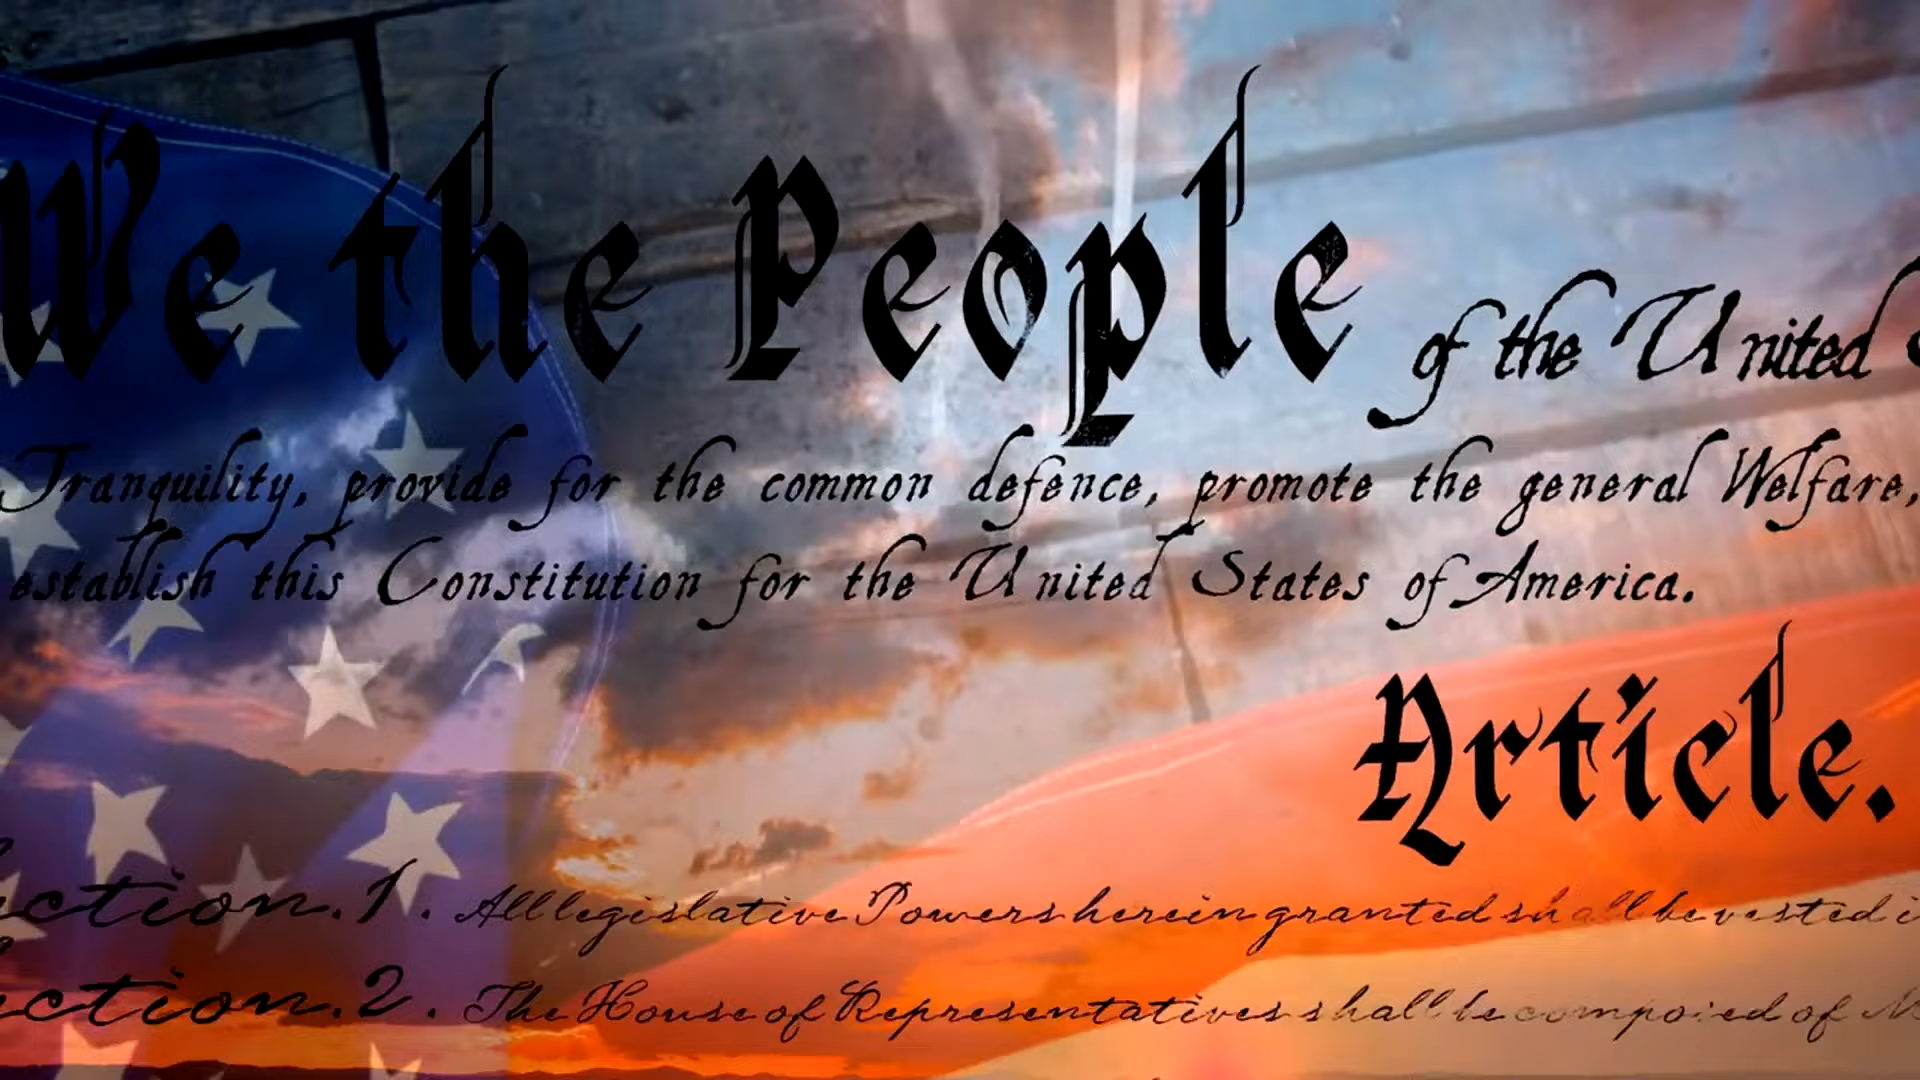 We the People of the United S
Tranquility, provide for the common defence, promote the general Welfare,
establish this Constitution for the United States of America.
Article.
ction.1. All legislative Powers herein granted shall be vested i
ction.2. The House of Representatives shall be composed of M